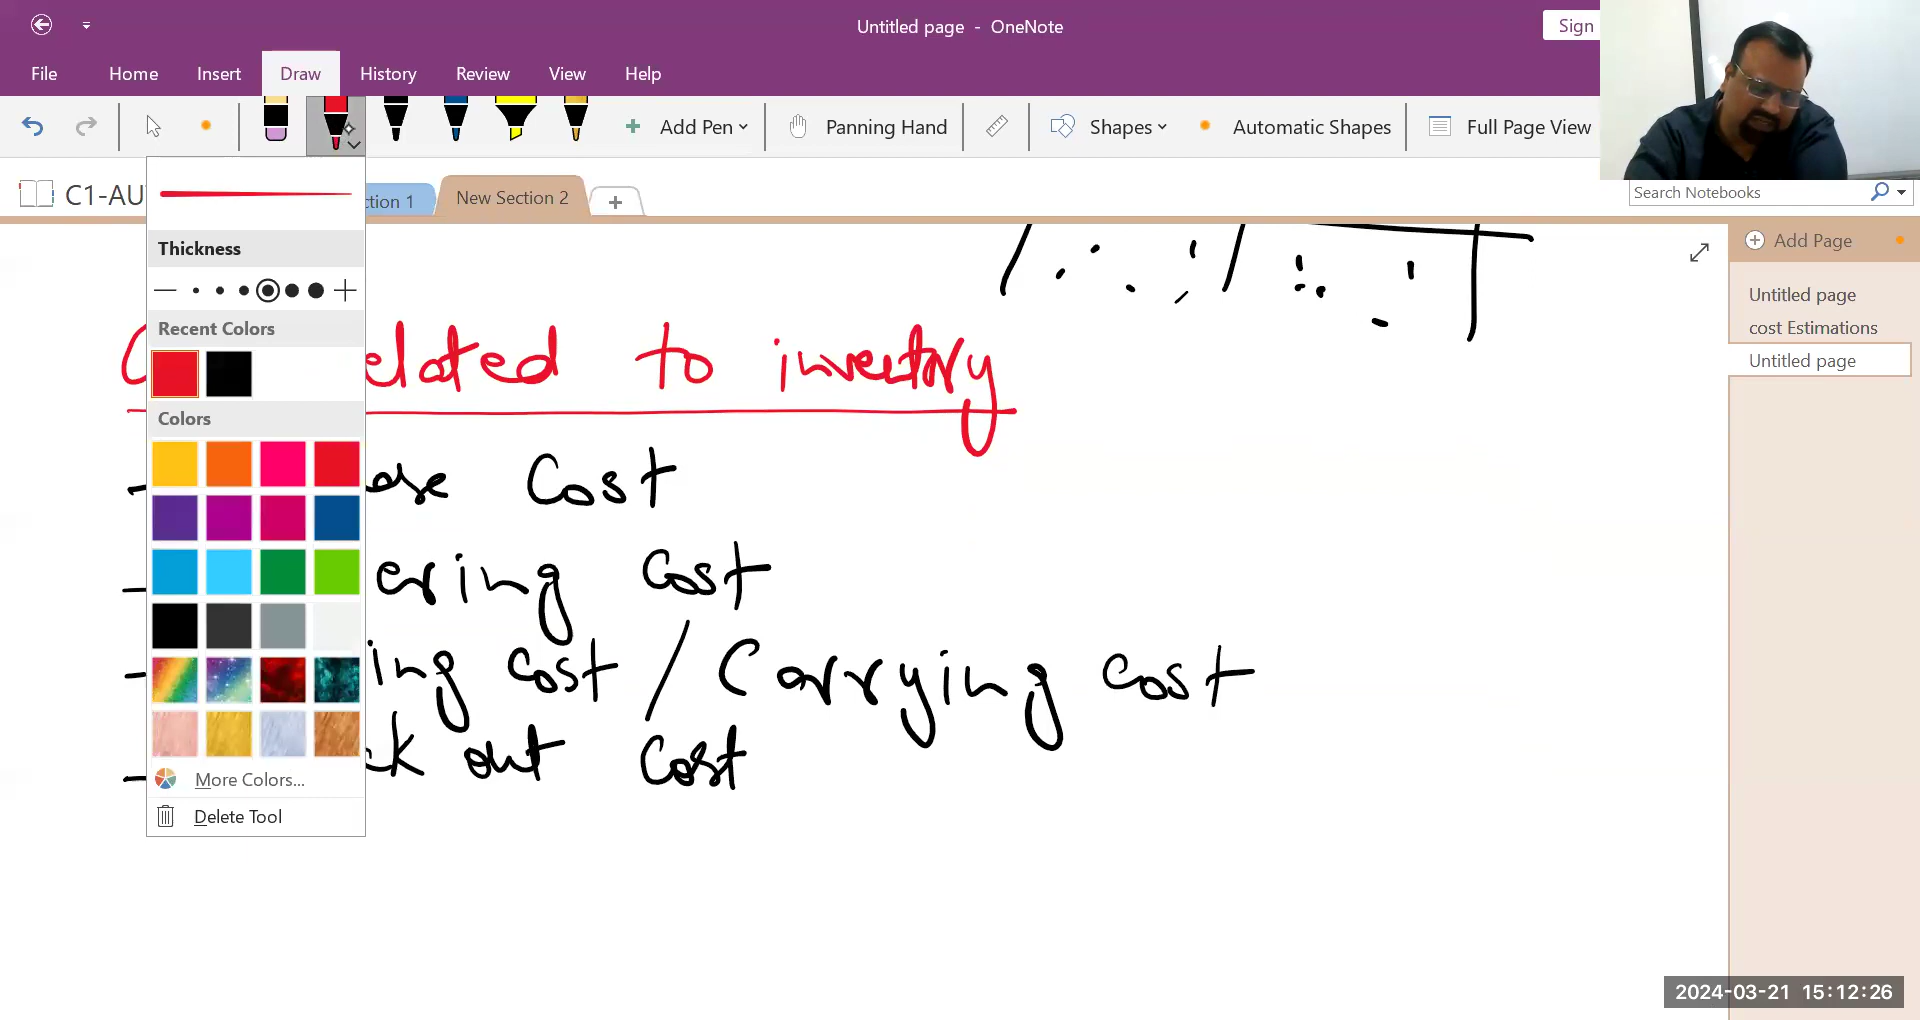 Untitled page - OneNote
Sign
File Home Insert Draw History Review View Help
Add Pen Panning Hand Shapes Automatic Shapes Full Page View
C1-AU ction 1 New Section 2 +
Search Notebooks
Thickness
Recent Colors
Colors
More Colors...
Delete Tool
elated to inventory
ase Cost
ering Cost
ing cost / Carrying cost
ck out cost
Add Page
Untitled page
cost Estimations
Untitled page
2024-03-21 15:12:26